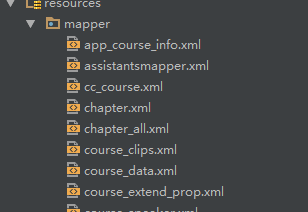 resources
mapper
app_course_info.xml
assistantsmapper.xml
cc_course.xml
chapter.xml
chapter_all.xml
course_clips.xml
course_data.xml
course_extend_prop.xml